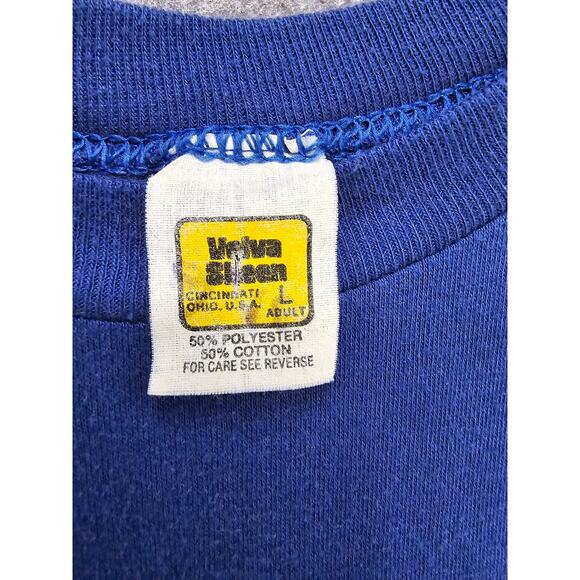 Velva
Sheen
CINCINNATI
OHIO, U.S.A.
L
ADULT
50% POLYESTER
50% COTTON
FOR CARE SEE REVERSE